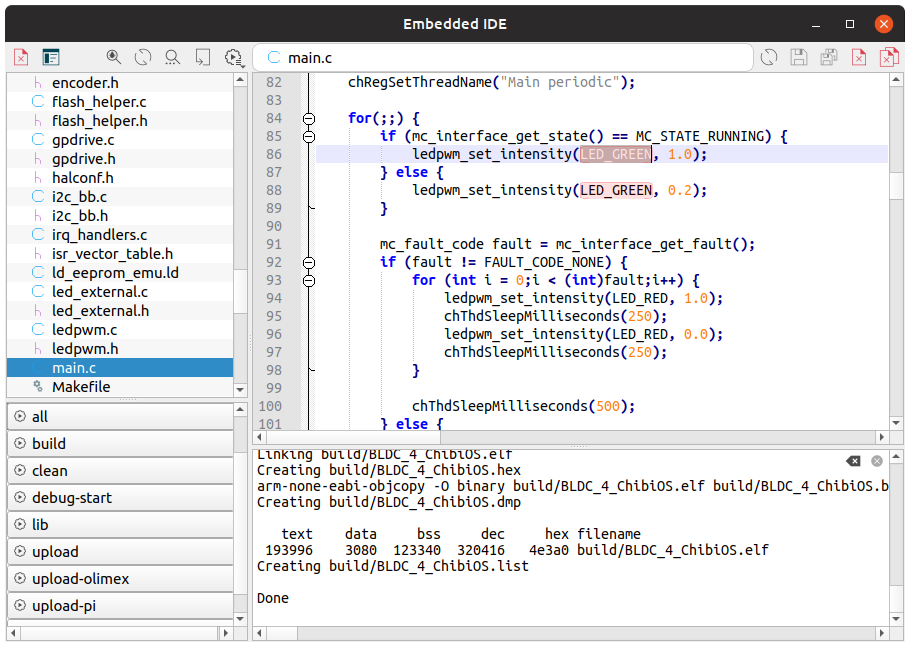 Embedded IDE
main.c
encoder.h
flash_helper.c
flash_helper.h
gpdrive.c
gpdrive.h
halconf.h
i2c_bb.c
i2c_bb.h
irq_handlers.c
isr_vector_table.h
ld_eeprom_emu.ld
led_external.c
led_external.h
ledpwm.c
ledpwm.h
main.c
Makefile
all
build
clean
debug-start
lib
upload
upload-olimex
upload-pi
82 chRegSetThreadName("Main periodic");
83
84 for(;;) {
85 if (mc_interface_get_state() == MC_STATE_RUNNING) {
86 ledpwm_set_intensity(LED_GREEN, 1.0);
87 } else {
88 ledpwm_set_intensity(LED_GREEN, 0.2);
89 }
90
91 mc_fault_code fault = mc_interface_get_fault();
92 if (fault != FAULT_CODE_NONE) {
93 for (int i = 0;i < (int)fault;i++) {
94 ledpwm_set_intensity(LED_RED, 1.0);
95 chThdSleepMilliseconds(250);
96 ledpwm_set_intensity(LED_RED, 0.0);
97 chThdSleepMilliseconds(250);
98 }
99
100 chThdSleepMilliseconds(500);
101 } else {
Linking build/BLDC_4_ChibiOS.elf
Creating build/BLDC_4_ChibiOS.hex
arm-none-eabi-objcopy -O binary build/BLDC_4_ChibiOS.elf build/BLDC_4_ChibiOS.b
Creating build/BLDC_4_ChibiOS.dmp
text data bss dec hex filename
193996 3080 123340 320416 4e3a0 build/BLDC_4_ChibiOS.elf
Creating build/BLDC_4_ChibiOS.list
Done